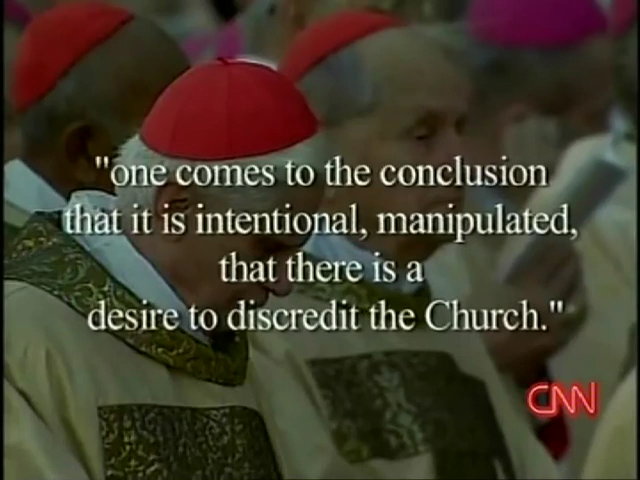 "one comes to the conclusion
that it is intentional, manipulated,
that there is a
desire to discredit the Church."
CNN